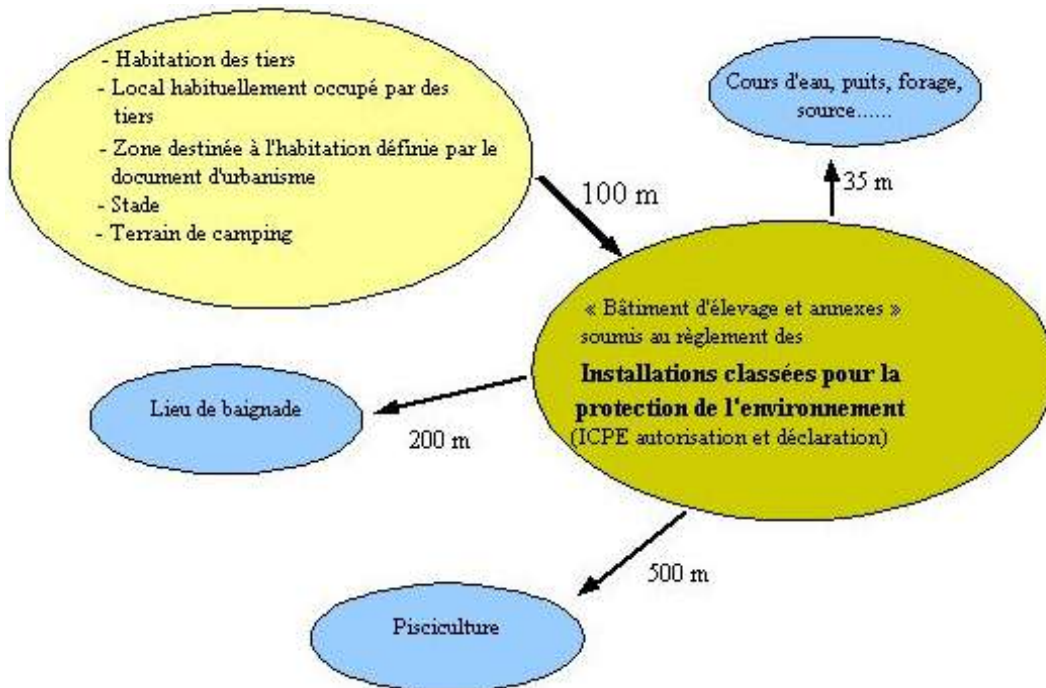 - Habitation des tiers
- Local habituellement occupé par des
tiers
- Zone destinée à l'habitation définie par le
document d'urbanisme
- Stade
- Terrain de camping
Cours d'eau, puits, forage,
source......
100 m
35 m
« Bâtiment d'élevage et annexes »
soumis au règlement des
Installations classées pour la
protection de l'environnement
(ICPE autorisation et déclaration)
Lieu de baignade
200 m
500 m
Pisciculture